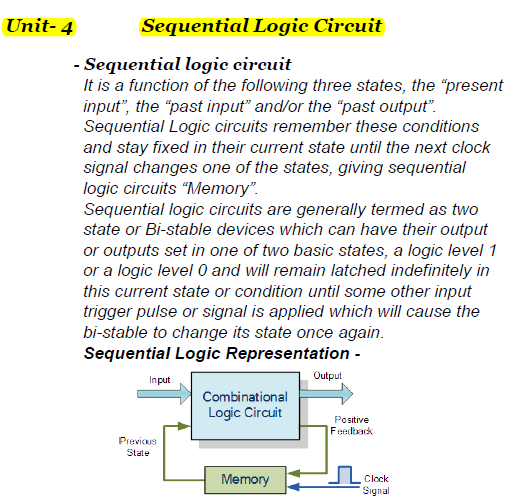 Unit- 4 Sequential Logic Circuit
- Sequential logic circuit
It is a function of the following three states, the “present
input”, the “past input” and/or the “past output”.
Sequential Logic circuits remember these conditions
and stay fixed in their current state until the next clock
signal changes one of the states, giving sequential
logic circuits “Memory”.
Sequential logic circuits are generally termed as two
state or Bi-stable devices which can have their output
or outputs set in one of two basic states, a logic level 1
or a logic level 0 and will remain latched indefinitely in
this current state or condition until some other input
trigger pulse or signal is applied which will cause the
bi-stable to change its state once again.
Sequential Logic Representation -
Input
Output
Combinational
Logic Circuit
Positive
Feedback
Previous
State
Memory
Clock
Signal